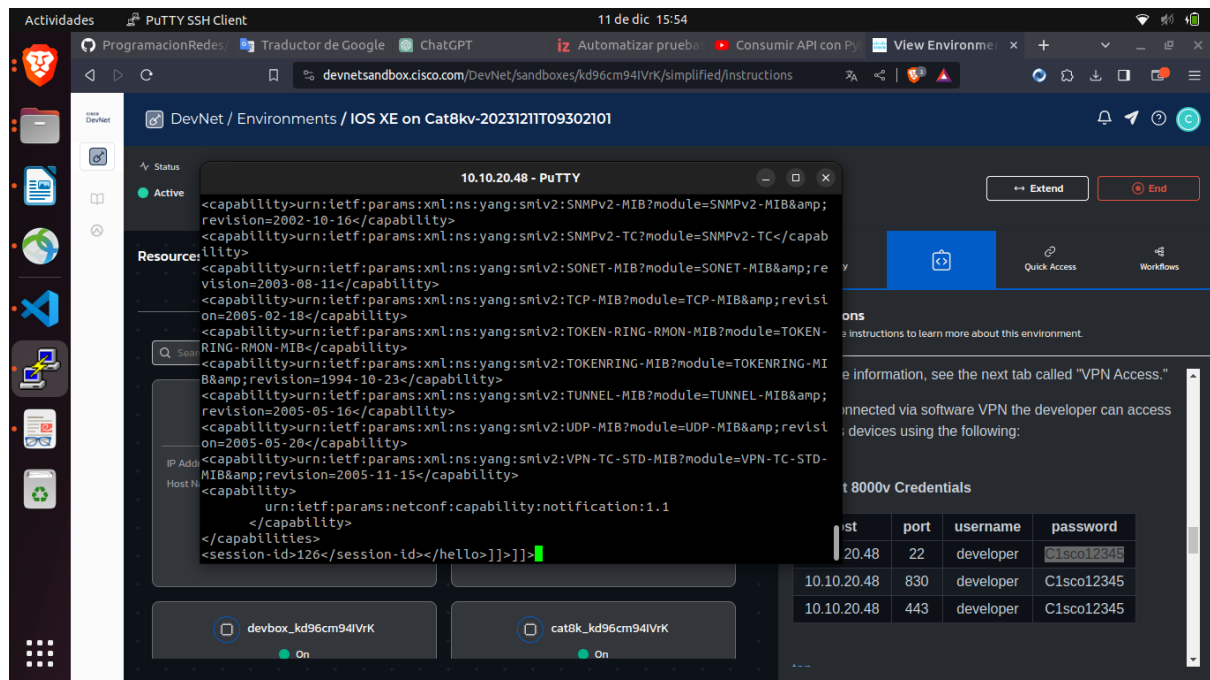 Actividades
PuTTY SSH Client
11 de dic 15:54
ProgramacionRedes/
Traductor de Google
ChatGPT
iz Automatizar prueba
Consumir API con Py
View Environme
devnetsandbox.cisco.com/DevNet/sandboxes/kd96cm94IVrK/simplified/instructions
CISCO
DevNet
DevNet / Environments / IOS XE on Cat8kv-20231211T09302101
C
Status
Active
Extend
End
10.10.20.48 - PuTTY
<capability>urn:ietf:params:xml:ns:yang:smiv2:SNMPv2-MIB?module=SNMPv2-MIB&amp;
revision=2002-10-16</capability>
<capability>urn:ietf:params:xml:ns:yang:smiv2:SNMPv2-TC?module=SNMPv2-TC</capab
ility>
<capability>urn:ietf:params:xml:ns:yang:smiv2:SONET-MIB?module=SONET-MIB&amp;re
vision=2003-08-11</capability>
<capability>urn:ietf:params:xml:ns:yang:smiv2:TCP-MIB?module=TCP-MIB&amp;revisi
on=2005-02-18</capability>
<capability>urn:ietf:params:xml:ns:yang:smiv2:TOKEN-RING-RMON-MIB?module=TOKEN-
RING-RMON-MIB</capability>
<capability>urn:ietf:params:xml:ns:yang:smiv2:TOKENRING-MIB?module=TOKENRING-MI
B&amp;revision=1994-10-23</capability>
<capability>urn:ietf:params:xml:ns:yang:smiv2:TUNNEL-MIB?module=TUNNEL-MIB&amp;
revision=2005-05-16</capability>
<capability>urn:ietf:params:xml:ns:yang:smiv2:UDP-MIB?module=UDP-MIB&amp;revisi
on=2005-05-20</capability>
<capability>urn:ietf:params:xml:ns:yang:smiv2:VPN-TC-STD-MIB?module=VPN-TC-STD-
MIB&amp;revision=2005-11-15</capability>
<capability>
urn:ietf:params:netconf:capability:notification:1.1
</capability>
</capabilities>
<session-id>126</session-id></hello>]]>]]>
Resources
Sear
IP Add
Host N
devbox_kd96cm94IVrK
On
cat8k_kd96cm94IVrK
On
y
Quick Access
Workflows
ons
e instructions to learn more about this environment.
e information, see the next tab called "VPN Access."
onnected via software VPN the developer can access
s devices using the following:
t 8000v Credentials
ost port username password
20.48 22 developer C1sco12345
10.10.20.48 830 developer C1sco12345
10.10.20.48 443 developer C1sco12345